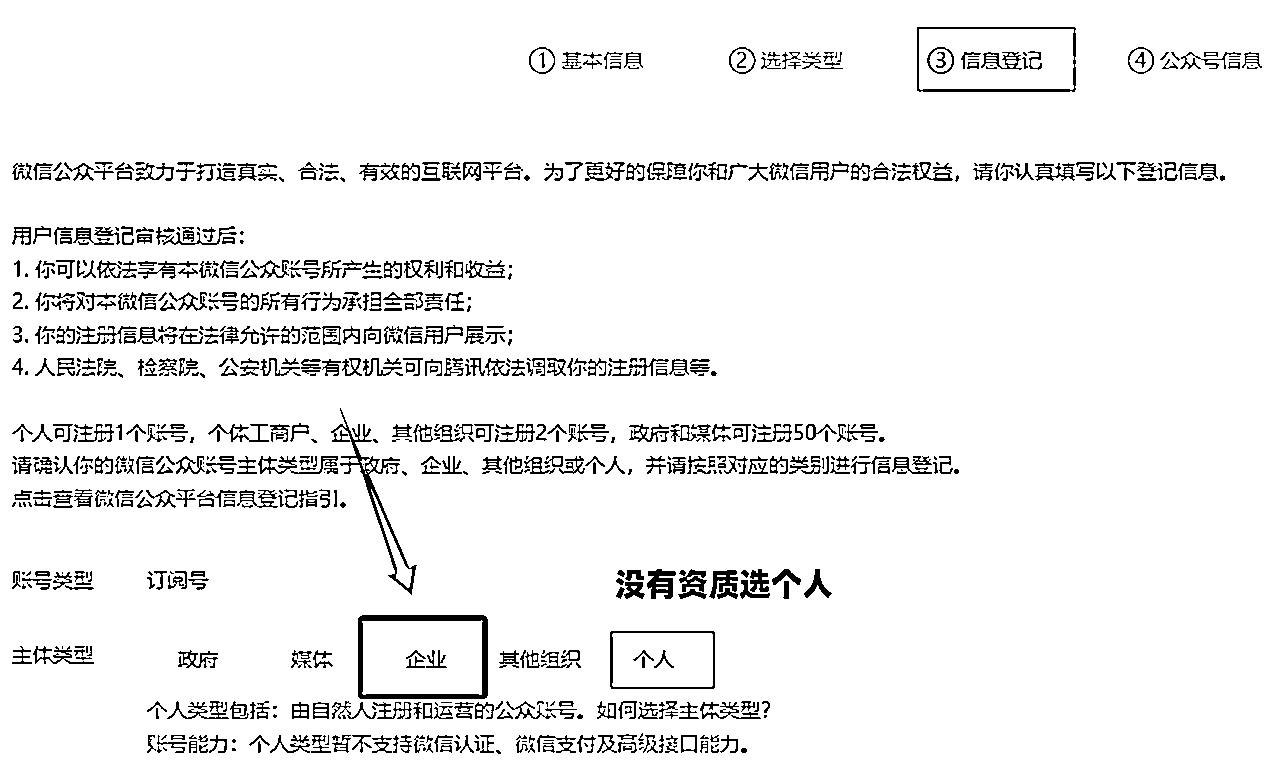 ① 基本信息 ② 选择类型 ③ 信息登记 ④ 公众号信息
微信公众平台致力于打造真实、合法、有效的互联网平台。为了更好的保障你和广大微信用户的合法权益，请你认真填写以下登记信息。
用户信息登记审核通过后：
1. 你可以依法享有本微信公众账号所产生的权利和收益；
2. 你将对本微信公众账号的所有行为承担全部责任；
3. 你的注册信息将在法律允许的范围内向微信用户展示；
4. 人民法院、检察院、公安机关等有权机关可向腾讯依法调取你的注册信息等。
个人可注册1个账号，个体工商户、企业、其他组织可注册2个账号，政府和媒体可注册50个账号。
请确认你的微信公众账号主体类型属于政府、企业、其他组织或个人，并请按照对应的类别进行信息登记。
点击查看微信公众平台信息登记指引。
账号类型 订阅号
没有资质选个人
主体类型 政府 媒体 企业 其他组织 个人
个人类型包括：由自然人注册和运营的公众账号。如何选择主体类型？
账号能力：个人类型暂不支持微信认证、微信支付及高级接口能力。